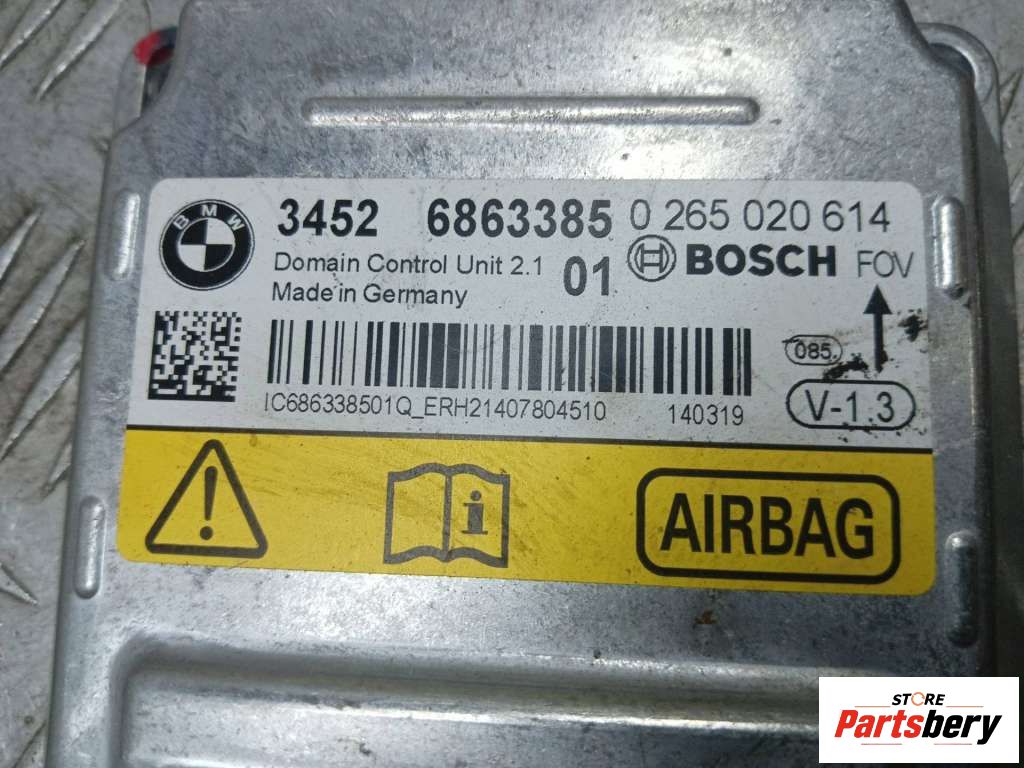 BMW
3452 6863385 0 265 020 614
Domain Control Unit 2.1 01 BOSCH FOV
Made in Germany
085
V-1.3
IC686338501Q_ERH21407804510 140319
i
AIRBAG
STORE
Partsbery